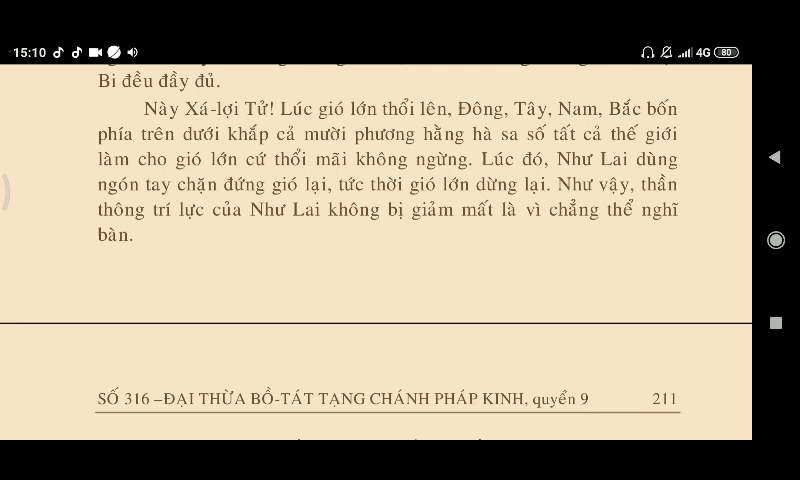 15:10
4G 80
Bi đều đầy đủ.
Này Xá-lợi Tử! Lúc gió lớn thổi lên, Đông, Tây, Nam, Bắc bốn
phía trên dưới khắp cả mười phương hằng hà sa số tất cả thế giới
làm cho gió lớn cứ thổi mãi không ngừng. Lúc đó, Như Lai dùng
ngón tay chặn đứng gió lại, tức thời gió lớn dừng lại. Như vậy, thần
thông trí lực của Như Lai không bị giảm mất là vì chẳng thể nghĩ
bàn.
SỐ 316 –ĐẠI THỪA BỒ-TÁT TẠNG CHÁNH PHÁP KINH, quyển 9 211